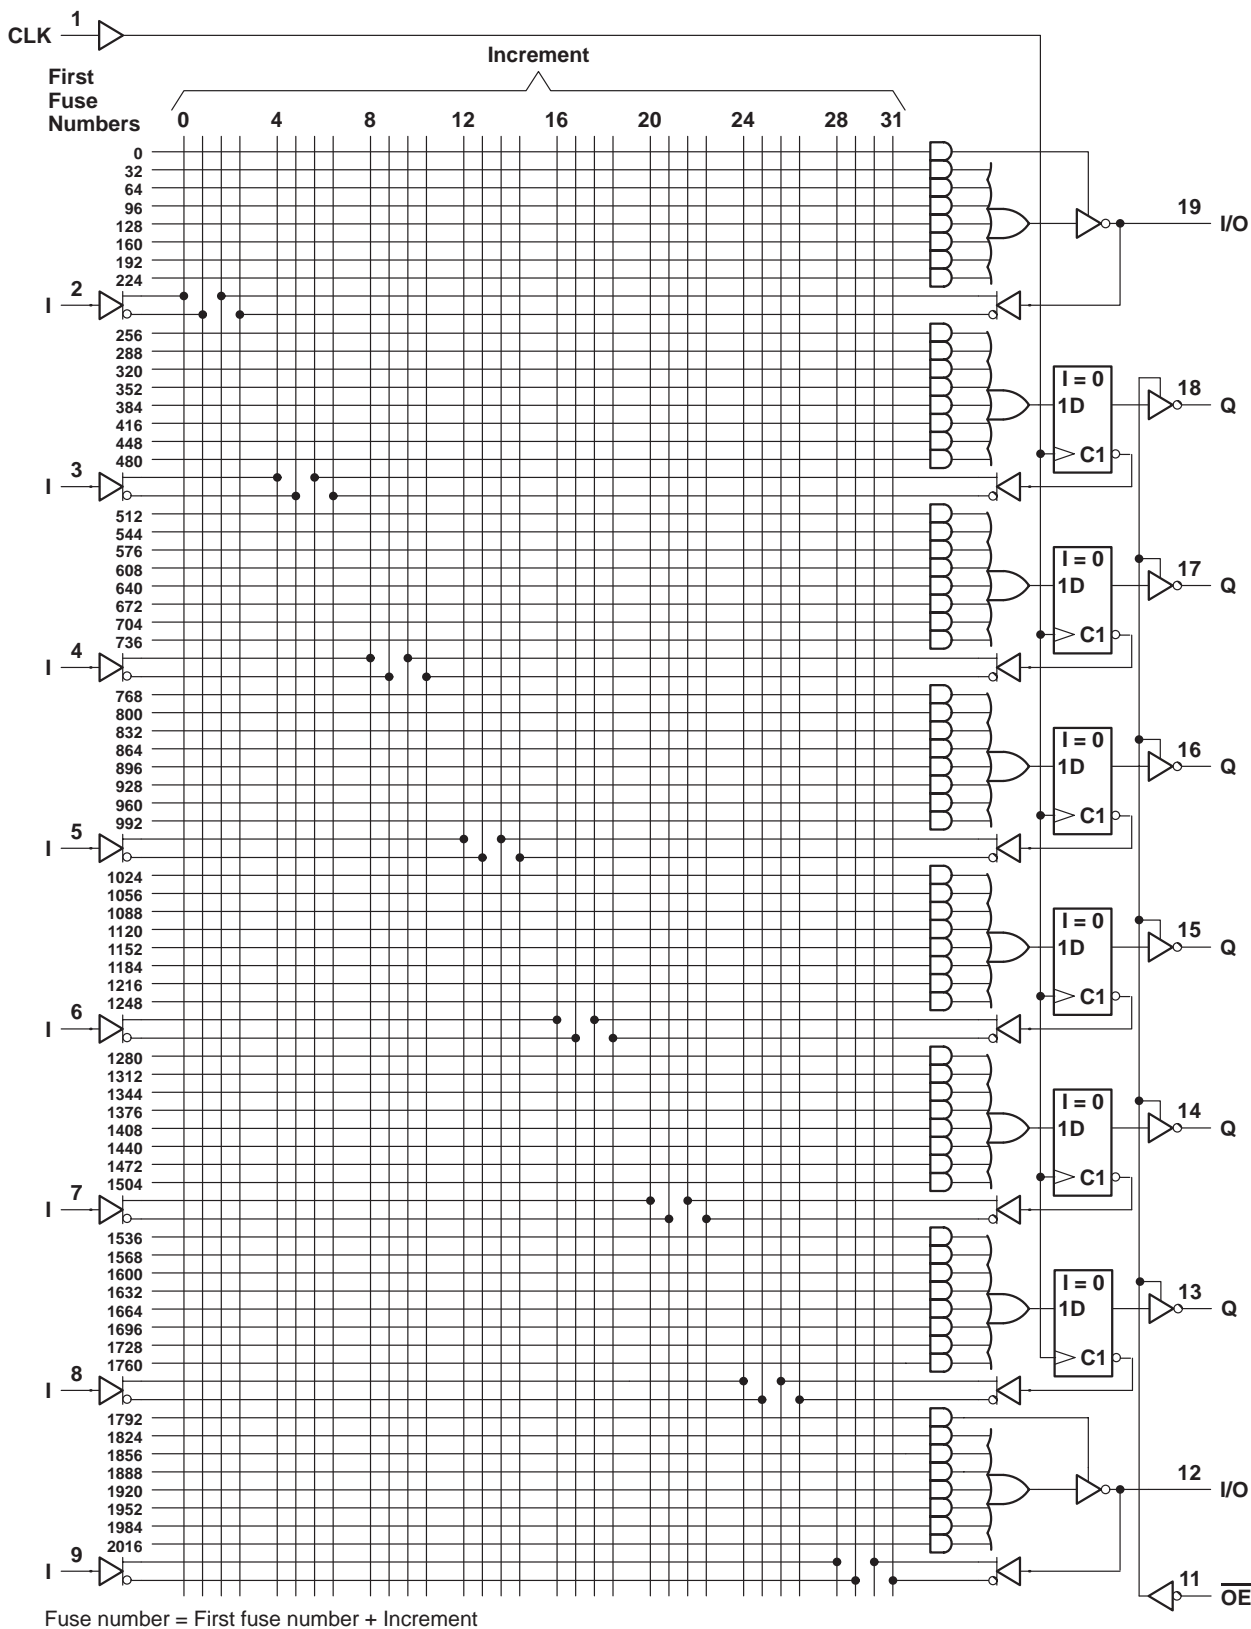 1
CLK
Increment
First
Fuse
Numbers
0 4 8 12 16 20 24 28 31
0
32
64
96
128
160
192
224
19
I/O
2
I
256
288
320
352
384
416
448
480
I = 0
1D
C1
18
Q
3
I
512
544
576
608
640
672
704
736
I = 0
1D
C1
17
Q
4
I
768
800
832
864
896
928
960
992
I = 0
1D
C1
16
Q
5
I
1024
1056
1088
1120
1152
1184
1216
1248
I = 0
1D
C1
15
Q
6
I
1280
1312
1344
1376
1408
1440
1472
1504
I = 0
1D
C1
14
Q
7
I
1536
1568
1600
1632
1664
1696
1728
1760
I = 0
1D
C1
13
Q
8
I
1792
1824
1856
1888
1920
1952
1984
2016
12
I/O
9
I
11
OE
Fuse number = First fuse number + Increment